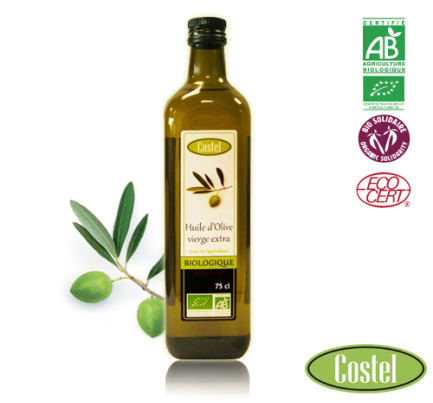 CERTIFIÉ
AB
AGRICULTURE
BIOLOGIQUE
BIO SOLIDAIRE
ORGANIC SOLIDARITY
ECO
CERT
®
Costel
Huile d'Olive
vierge extra
BIOLOGIQUE
75 cl
AB
Costel